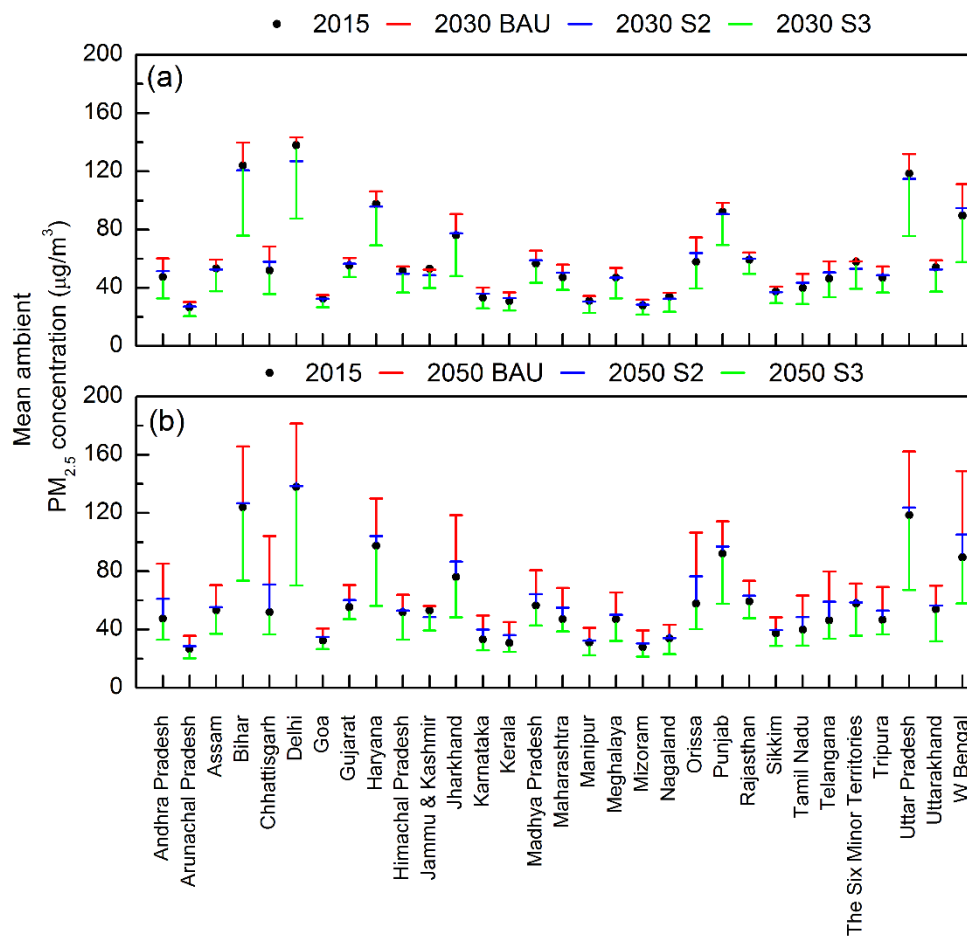 2015 2030 BAU 2030 S2 2030 S3
(a)
200
160
120
80
40
0
2015 2050 BAU 2050 S2 2050 S3
(b)
200
160
120
80
40
0
Mean ambient
PM2.5 concentration (μg/m³)
Andhra Pradesh
Arunachal Pradesh
Assam
Bihar
Chhattisgarh
Delhi
Goa
Gujarat
Haryana
Himachal Pradesh
Jammu & Kashmir
Jharkhand
Karnataka
Kerala
Madhya Pradesh
Maharashtra
Manipur
Meghalaya
Mizoram
Nagaland
Orissa
Punjab
Rajasthan
Sikkim
Tamil Nadu
Telangana
The Six Minor Territories
Tripura
Uttar Pradesh
Uttarakhand
W Bengal